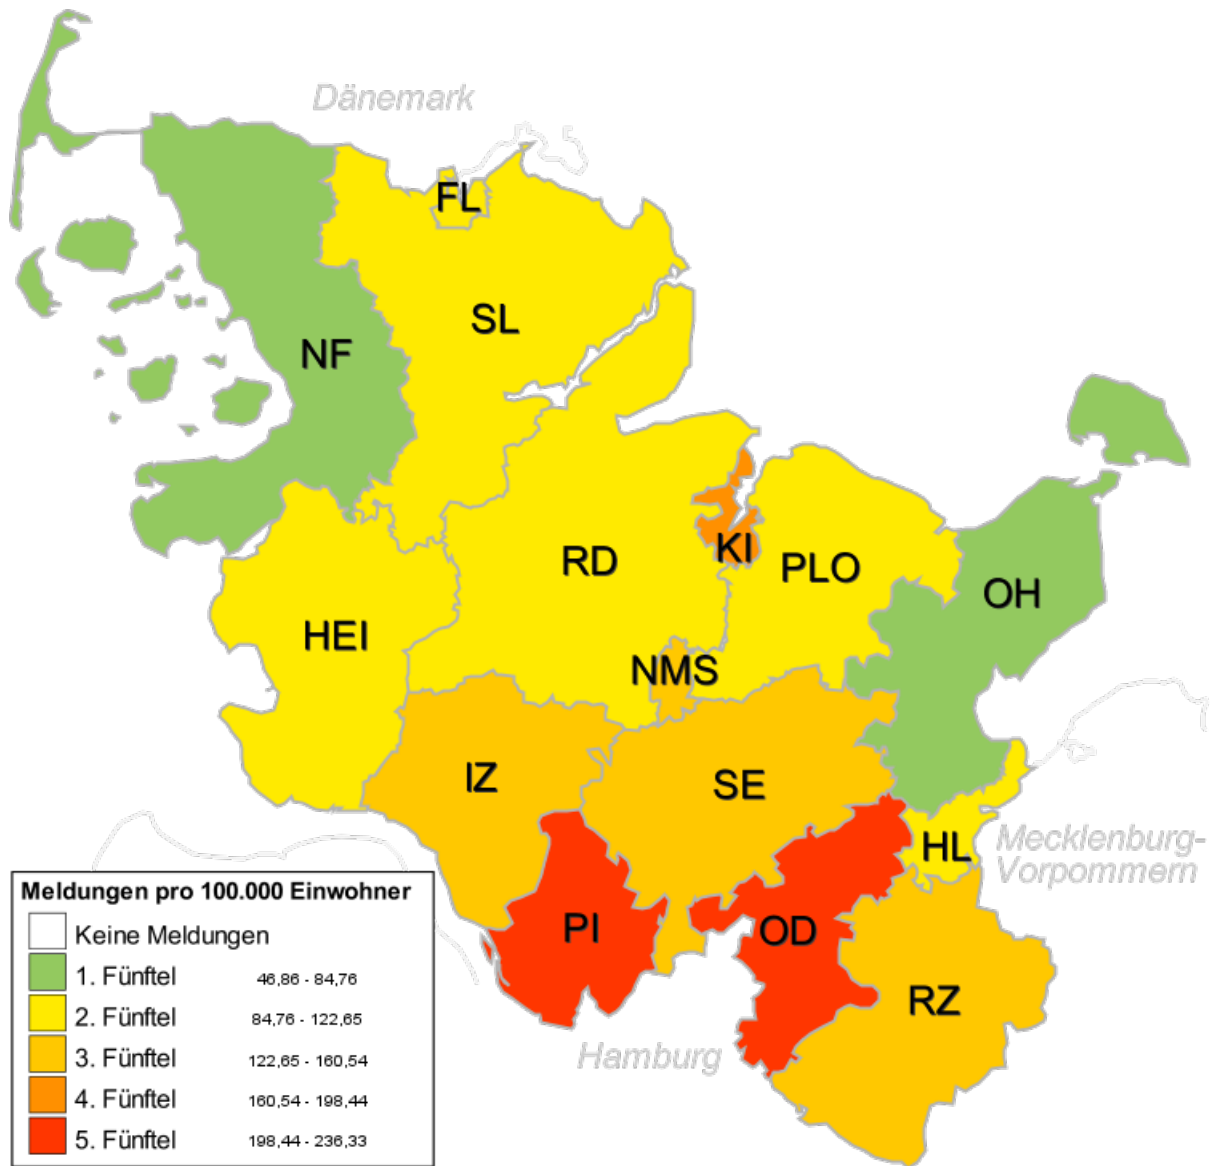 Dänemark
FL
SL
NF
KI
RD
PLO
OH
HEI
NMS
IZ
SE
HL
Mecklenburg-
Vorpommern
PI
OD
RZ
Hamburg
Meldungen pro 100.000 Einwohner
Keine Meldungen
1. Fünftel 46,86 - 84,76
2. Fünftel 84,76 - 122,65
3. Fünftel 122,65 - 160,54
4. Fünftel 160,54 - 198,44
5. Fünftel 198,44 - 236,33